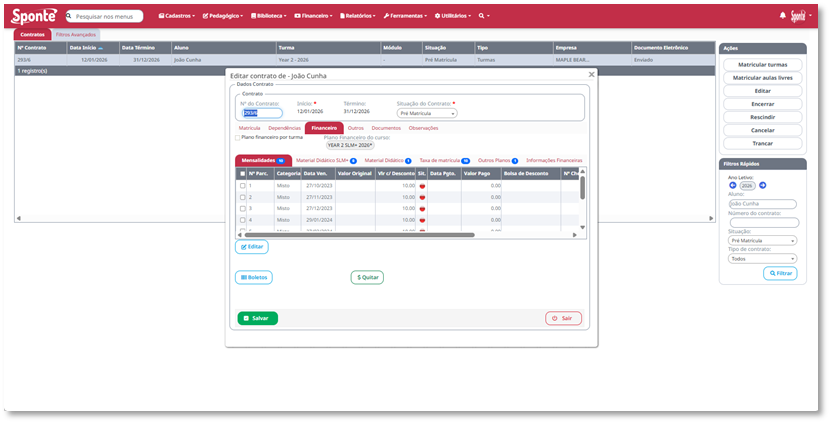 Sponte Pesquisar nos menus Cadastros Pedagógico Biblioteca Financeiro Relatórios Ferramentas Utilitários Sponte
Contratos Filtros Avançados
Nº Contrato Data Início Data Término Aluno Turma Módulo Situação Tipo Empresa Documento Eletrônico
293/6 12/01/2026 31/12/2026 João Cunha Year 2 - 2026 - Pré Matrícula Turmas MAPLE BEAR... Enviado
1 registro(s)
Editar contrato de - João Cunha
Dados Contrato
Contrato
Nº do Contrato: Início: * Término: Situação do Contrato: *
293/6 12/01/2026 31/12/2026 Pré Matrícula
Matrícula Dependências Financeiro Outros Documentos Observações
Plano financeiro por turma Plano Financeiro do curso:
YEAR 2 SLM+ 2026*
Mensalidades Material Didático SLM+ Material Didático Taxa de matricula Outros Planos Informações Financeiras
Nº Parc. Categoria Data Ven. Valor Original Vlr c/ Desconto Sit. Data Pgto. Valor Pago Bolsa de Desconto Nº Che
1 Misto 27/10/2023 10.00 0.00
2 Misto 27/11/2023 10.00 0.00
3 Misto 27/12/2023 10.00 0.00
4 Misto 29/01/2024 10.00 0.00
Editar
Boletos $ Quitar
Salvar Sair
Ações
Matricular turmas
Matricular aulas livres
Editar
Encerrar
Rescindir
Cancelar
Trancar
Filtros Rápidos
Ano Letivo:
2026
Aluno:
João Cunha
Número do contrato:
Situação:
Pré Matrícula
Tipo de contrato:
Todos
Filtrar